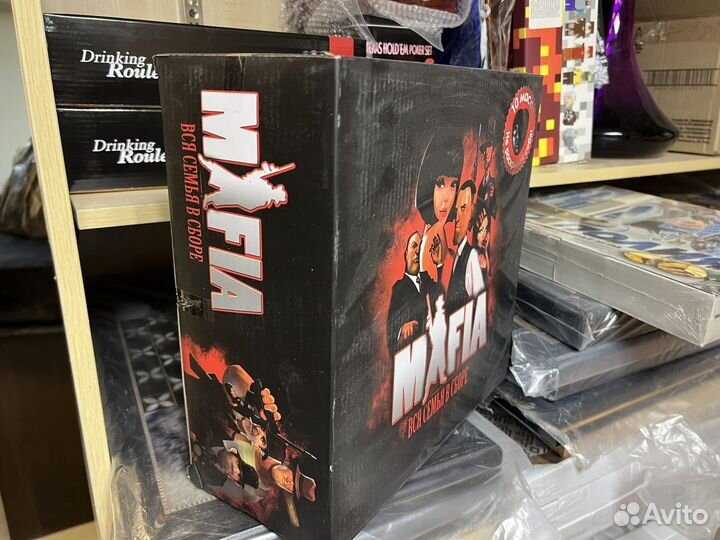 Drinking
Roule
Drinking
Roule
TEXAS HOLD'EM POKER SET
MAFIA
ВСЯ СЕМЬЯ В СБОРЕ
MAFIA
ВСЯ СЕМЬЯ В СБОРЕ
Avito